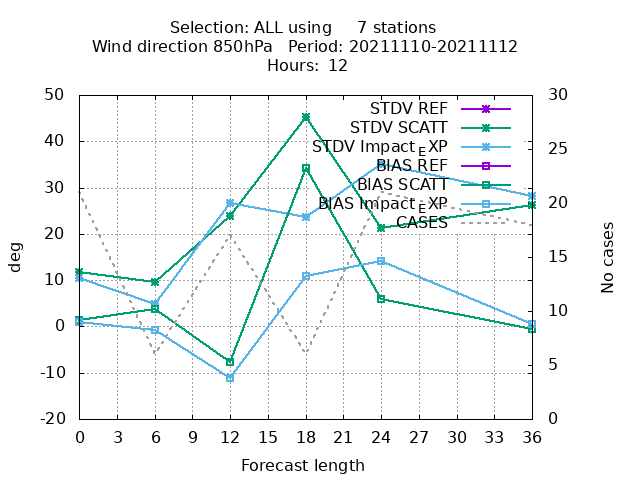 Selection: ALL using 7 stations
Wind direction 850hPa Period: 20211110-20211112
Hours: 12
50
40
30
20
10
0
-10
-20
deg
30
25
20
15
10
5
0
No cases
STDV REF
STDV SCATT
STDV Impact_EXP
BIAS REF
BIAS SCATT
BIAS Impact_EXP
CASES
0 3 6 9 12 15 18 21 24 27 30 33 36
Forecast length